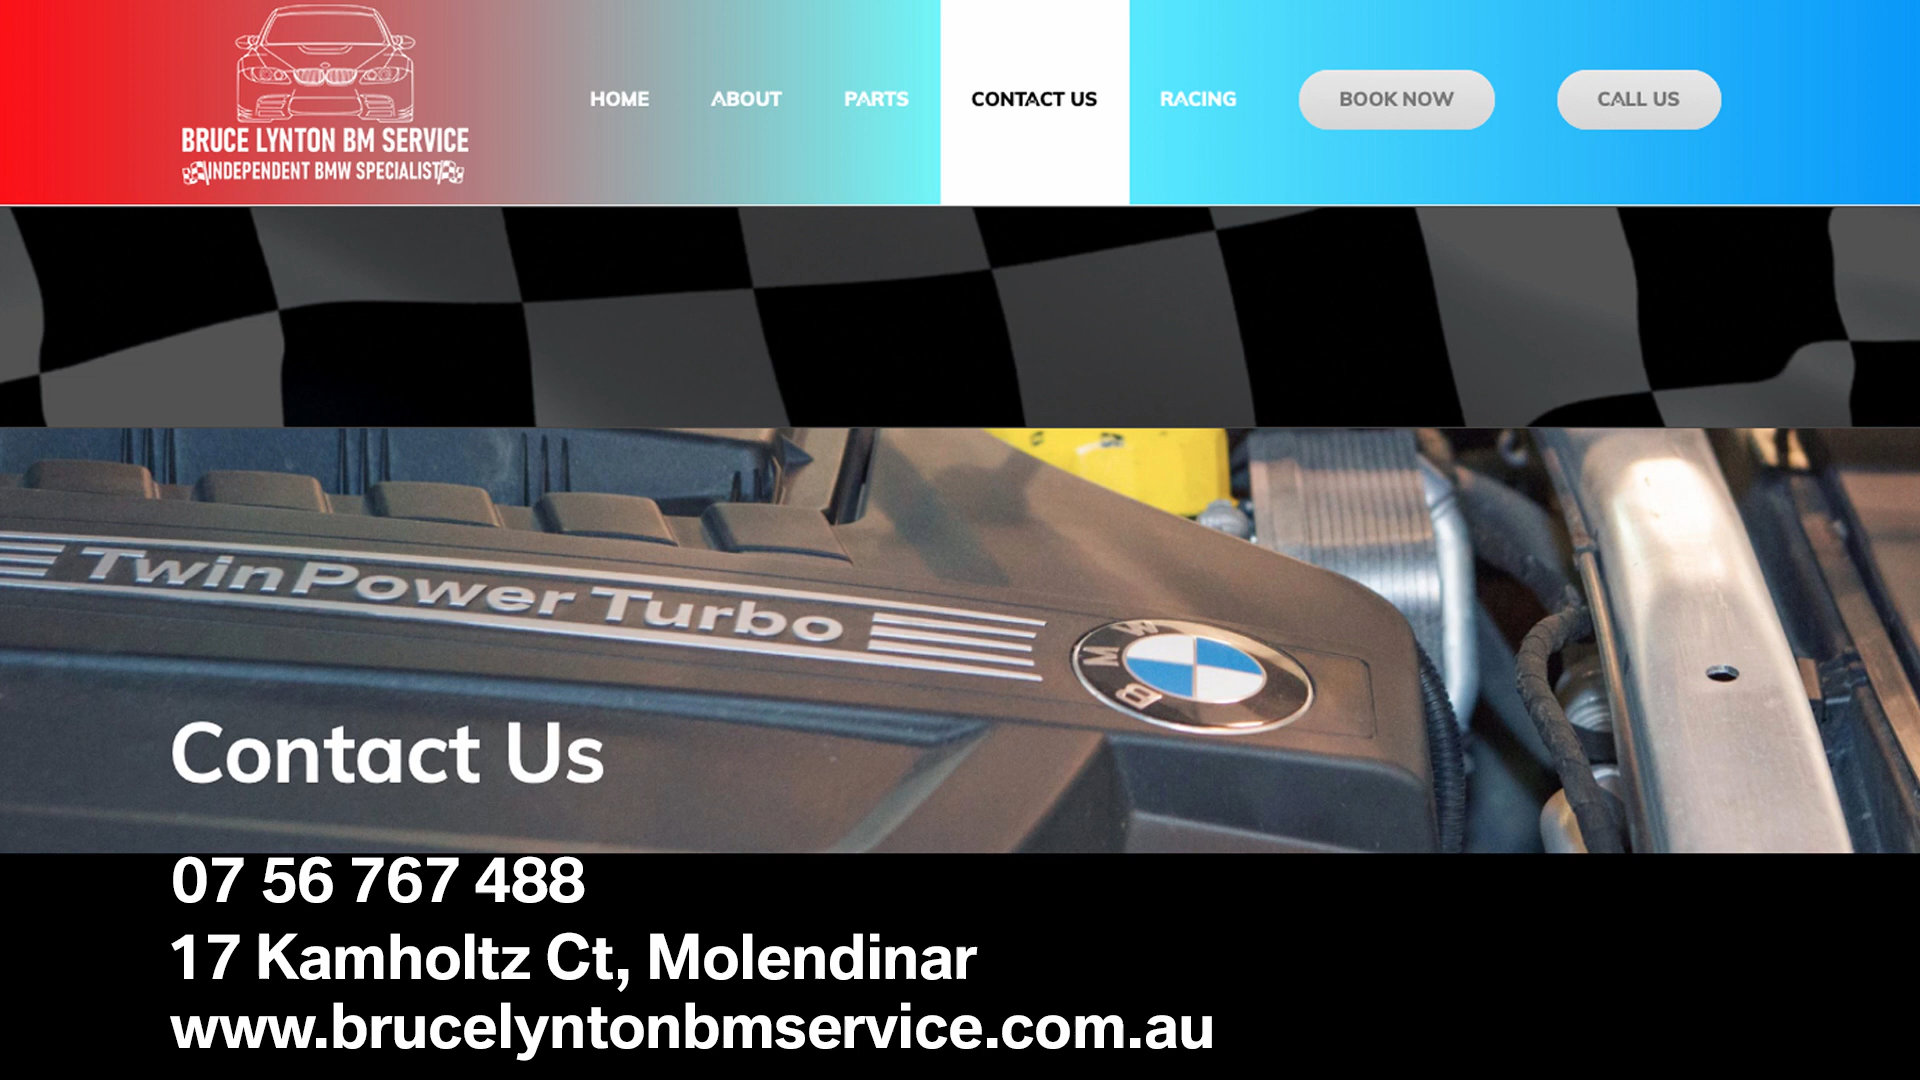 BRUCE LYNTON BM SERVICE
INDEPENDENT BMW SPECIALIST
HOME ABOUT PARTS CONTACT US RACING BOOK NOW CALL US
TwinPower Turbo
BMW
Contact Us
07 56 767 488
17 Kamholtz Ct, Molendinar
www.brucelyntonbmservice.com.au